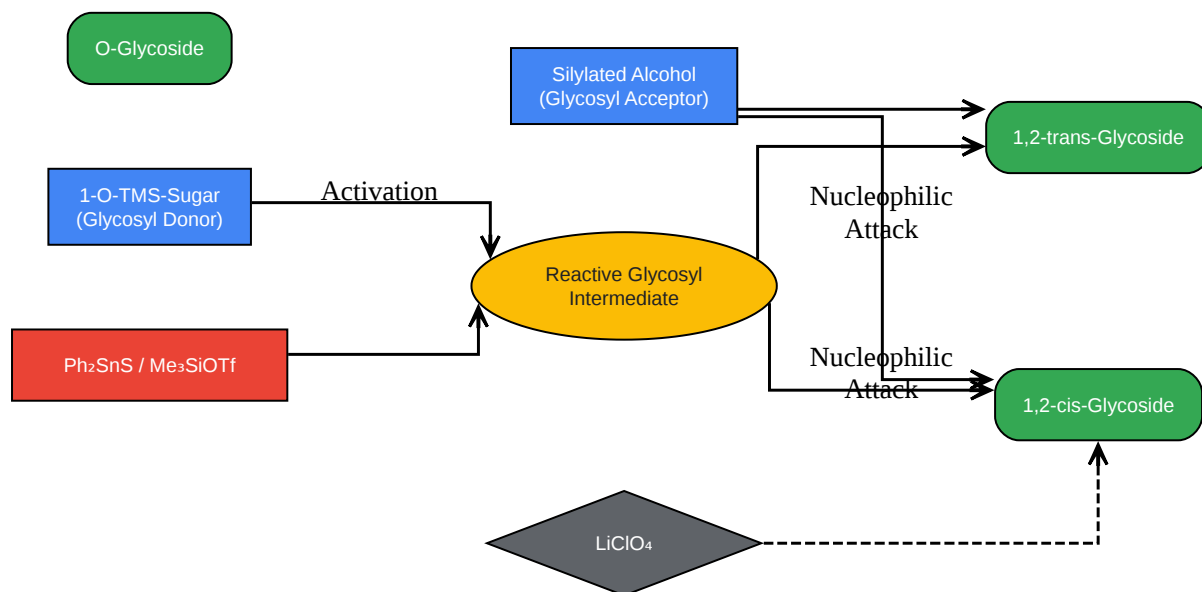 O-Glycoside
Silylated Alcohol
(Glycosyl Acceptor)
1,2-trans-Glycoside
1-O-TMS-Sugar
(Glycosyl Donor)
Activation
Nucleophilic
Attack
Reactive Glycosyl
Intermediate
Ph₂SnS / Me₃SiOTf
Nucleophilic
Attack
1,2-cis-Glycoside
LiClO₄